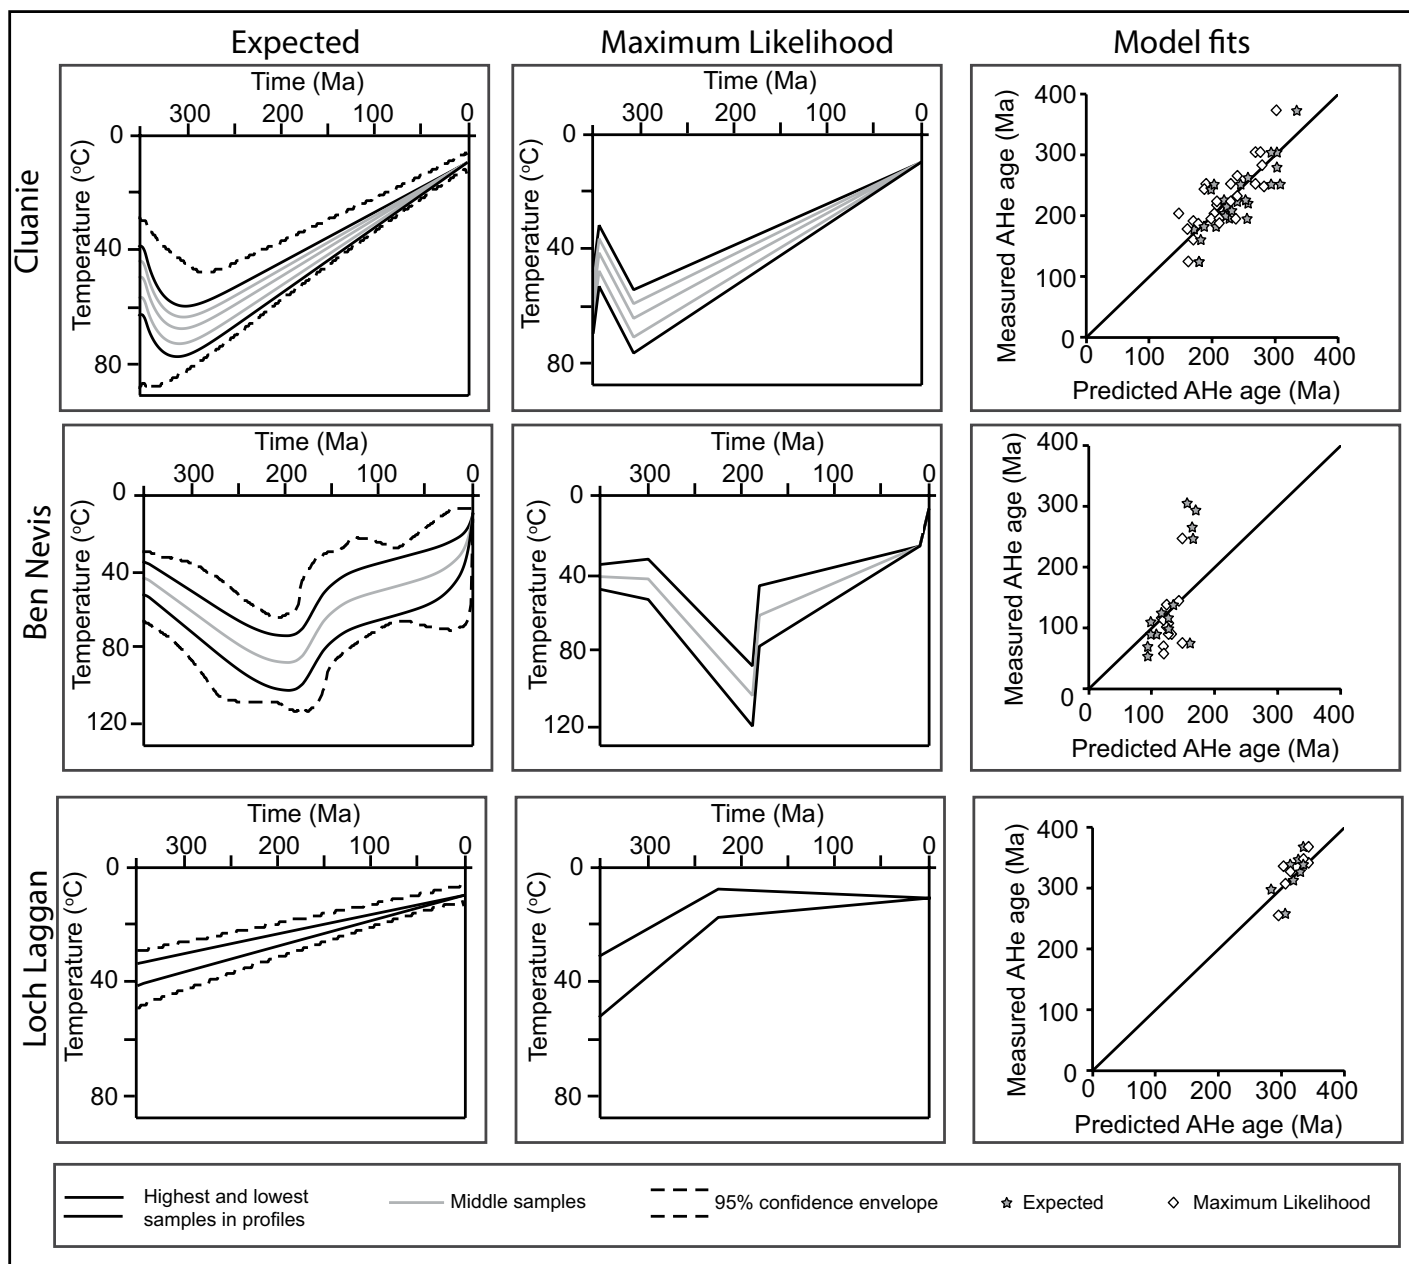 Expected
Maximum Likelihood
Model fits
Cluanie
Time (Ma)
300 200 100 0
Temperature (°C)
0
40
80
Time (Ma)
300 200 100 0
Temperature (°C)
0
40
80
Measured AHe age (Ma)
400
300
200
100
0
0 100 200 300 400
Predicted AHe age (Ma)
Ben Nevis
Time (Ma)
300 200 100 0
Temperature (°C)
0
40
80
120
Time (Ma)
300 200 100 0
Temperature (°C)
0
40
80
120
Measured AHe age (Ma)
400
300
200
100
0
0 100 200 300 400
Predicted AHe age (Ma)
Loch Laggan
Time (Ma)
300 200 100 0
Temperature (°C)
0
40
80
Time (Ma)
300 200 100 0
Temperature (°C)
0
40
80
Measured AHe age (Ma)
400
300
200
100
0
0 100 200 300 400
Predicted AHe age (Ma)
Highest and lowest
samples in profiles
Middle samples
95% confidence envelope
Expected
Maximum Likelihood